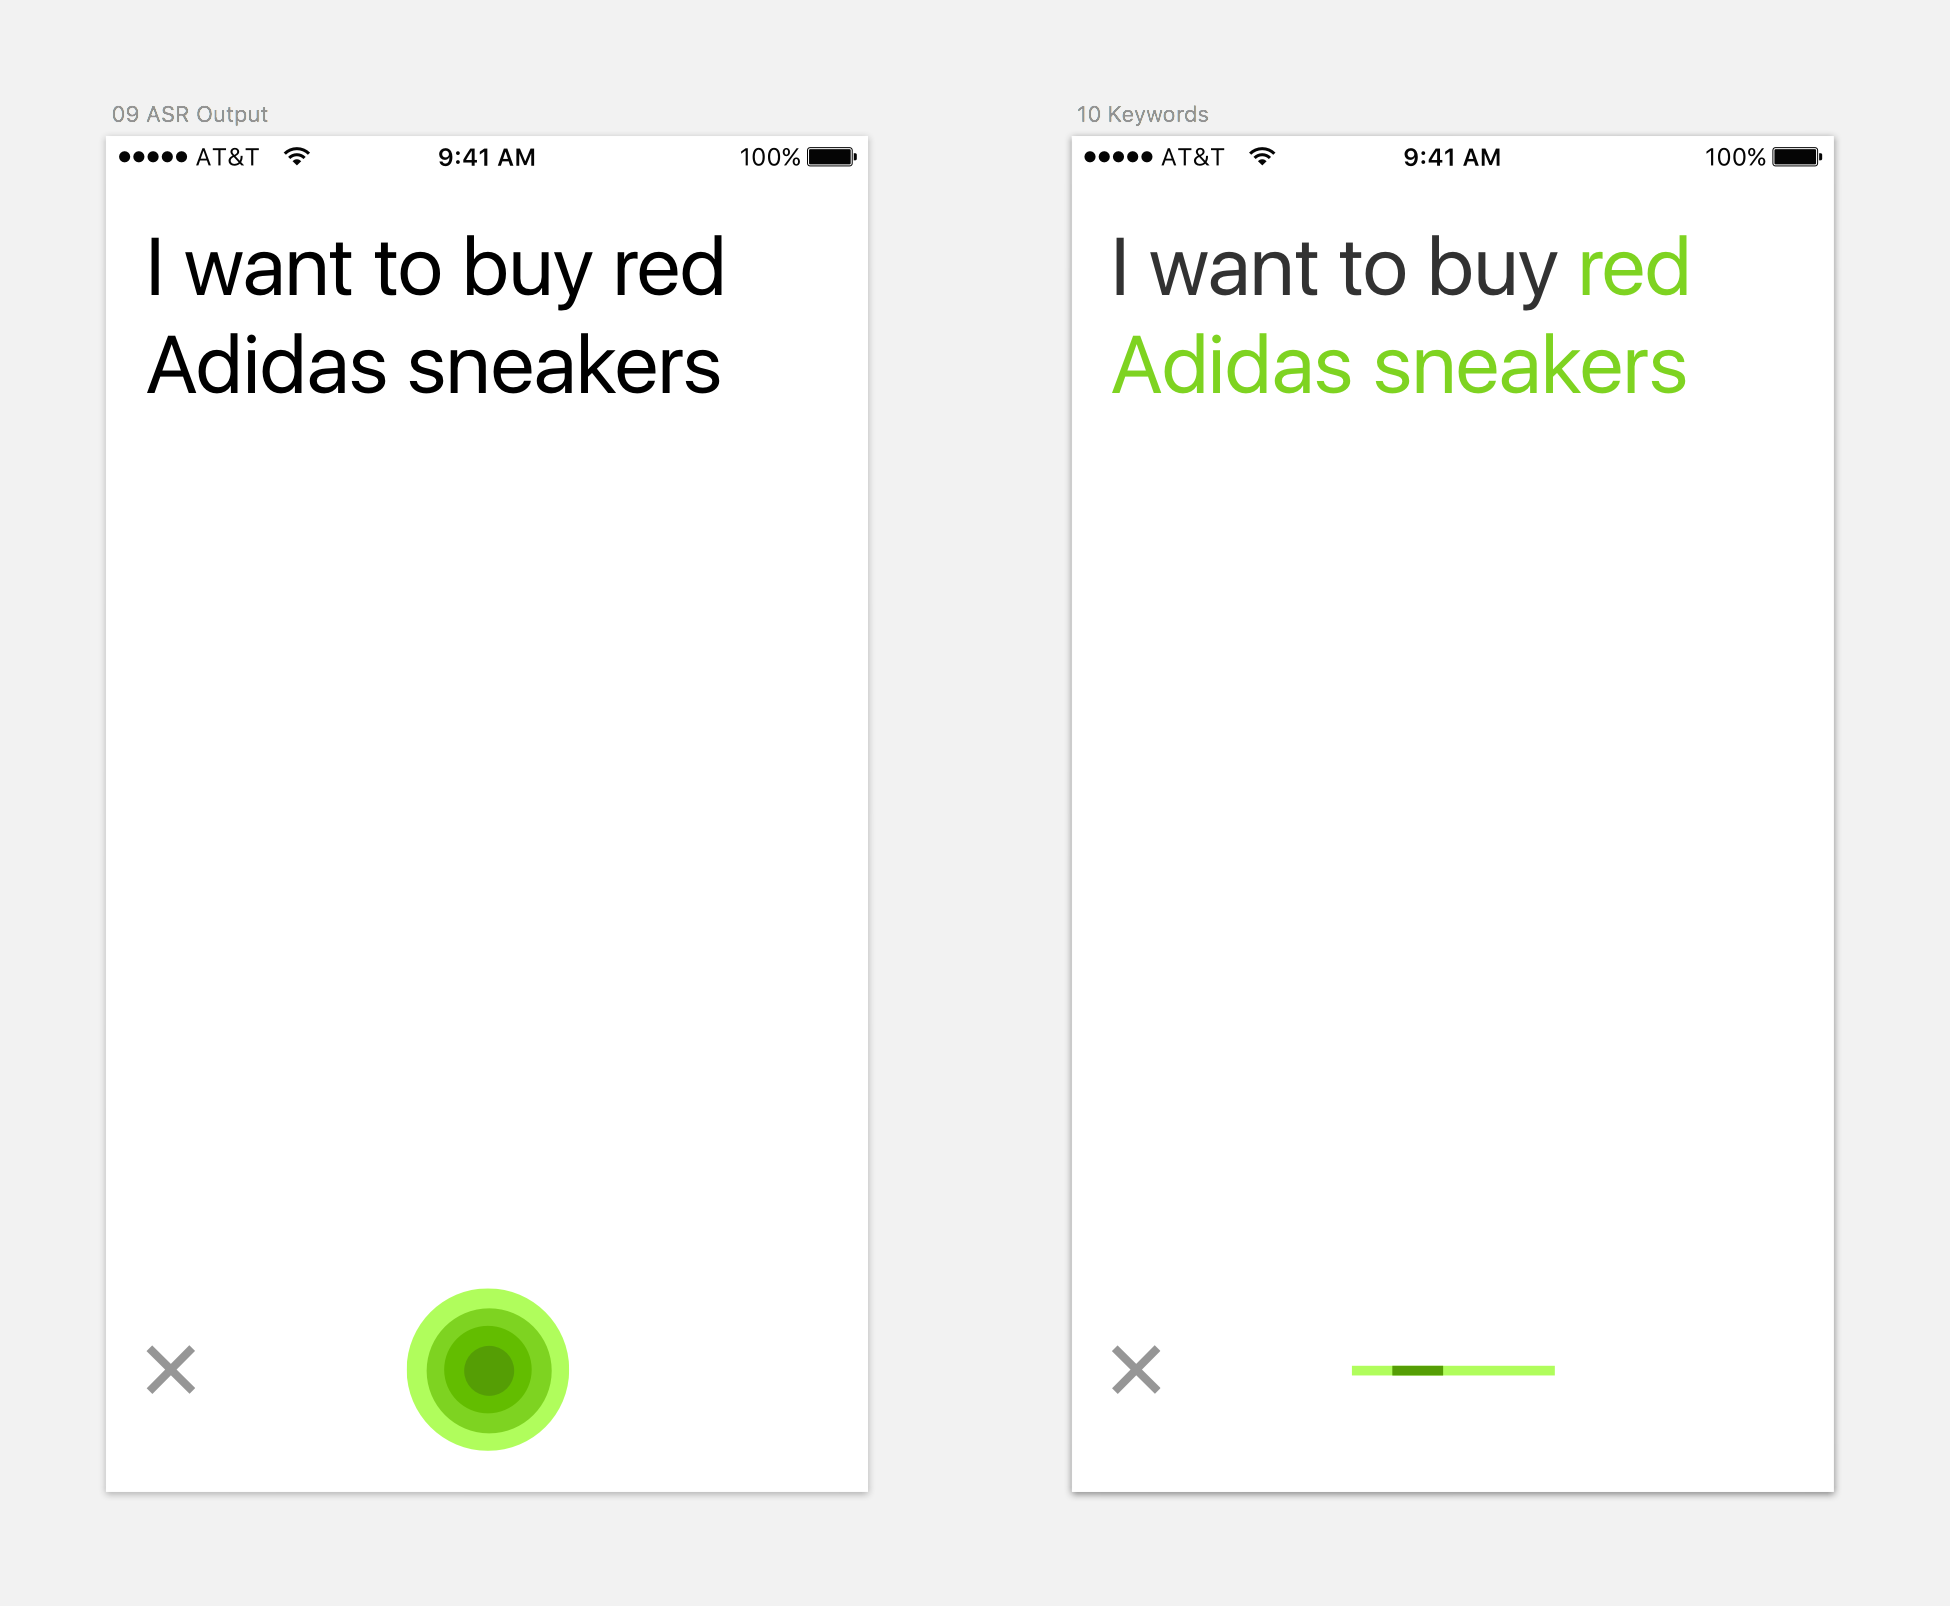 09 ASR Output
AT&T 9:41 AM 100%
I want to buy red
Adidas sneakers
10 Keywords
AT&T 9:41 AM 100%
I want to buy red
Adidas sneakers